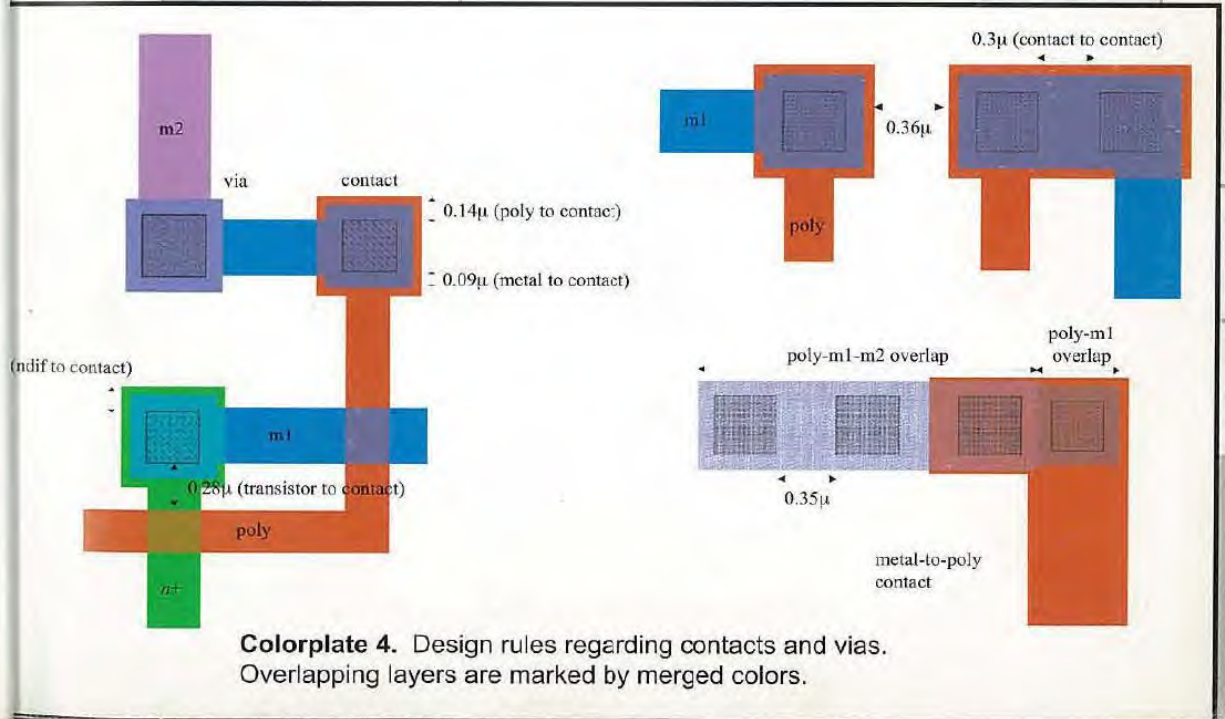 0.3µ (contact to contact)
m2
m1
0.36µ
via
contact
0.14µ (poly to contact)
poly
0.09µ (metal to contact)
poly-m1
overlap
poly-m1-m2 overlap
(ndif to contact)
m1
0.28µ (transistor to contact)
0.35µ
poly
metal-to-poly
contact
n+
Colorplate 4. Design rules regarding contacts and vias.
Overlapping layers are marked by merged colors.